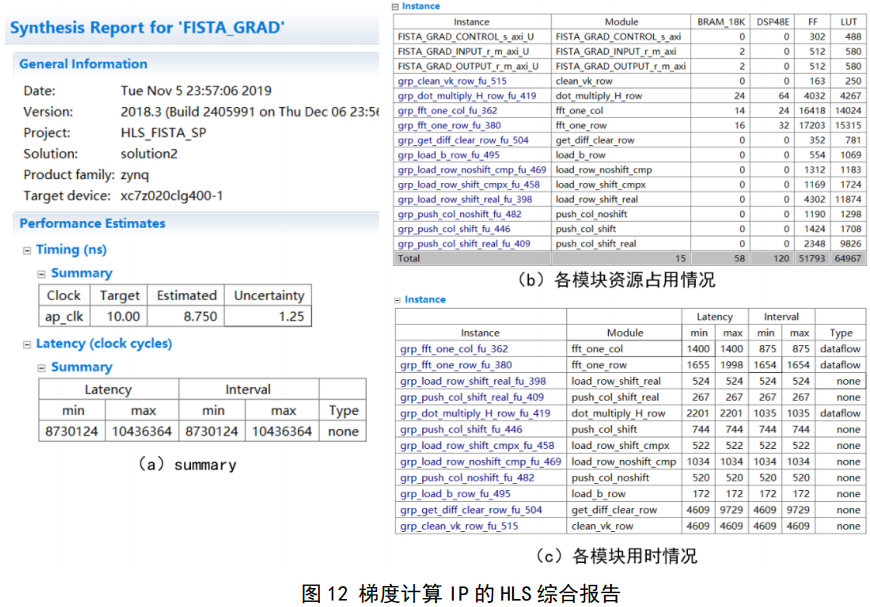 Synthesis Report for 'FISTA_GRAD'
General Information
Date: Tue Nov 5 23:57:06 2019
Version: 2018.3 (Build 2405991 on Thu Dec 06 23:56
Project: HLS_FISTA_SP
Solution: solution2
Product family: zynq
Target device: xc7z020clg400-1
Performance Estimates
Timing (ns)
Summary
Clock Target Estimated Uncertainty
ap_clk 10.00 8.750 1.25
Latency (clock cycles)
Summary
Latency Interval
min max min max Type
8730124 10436364 8730124 10436364 none
(a) summary
Instance
Instance Module BRAM_18K DSP48E FF LUT
FISTA_GRAD_CONTROL_s_axi_U FISTA_GRAD_CONTROL_s_axi 0 0 302 488
FISTA_GRAD_INPUT_r_m_axi_U FISTA_GRAD_INPUT_r_m_axi 2 0 512 580
FISTA_GRAD_OUTPUT_r_m_axi_U FISTA_GRAD_OUTPUT_r_m_axi 2 0 512 580
grp_clean_vk_row_fu_515 clean_vk_row 0 0 163 250
grp_dot_multiply_H_row_fu_419 dot_multiply_H_row 24 64 4032 4267
grp_fft_one_col_fu_362 fft_one_col 14 24 16418 14024
grp_fft_one_row_fu_380 fft_one_row 16 32 17203 15315
grp_get_diff_clear_row_fu_504 get_diff_clear_row 0 0 352 781
grp_load_b_row_fu_495 load_b_row 0 0 554 1069
grp_load_row_noshift_cmp_fu_469 load_row_noshift_cmp 0 0 1312 1183
grp_load_row_shift_cmpx_fu_458 load_row_shift_cmpx 0 0 1169 1724
grp_load_row_shift_real_fu_398 load_row_shift_real 0 0 4302 11874
grp_push_col_noshift_fu_482 push_col_noshift 0 0 1190 1298
grp_push_col_shift_fu_446 push_col_shift 0 0 1424 1708
grp_push_col_shift_real_fu_409 push_col_shift_real 0 0 2348 9826
Total 15 58 120 51793 64967
(b) 各模块资源占用情况
Instance
Latency Interval
Instance Module min max min max Type
grp_fft_one_col_fu_362 fft_one_col 1400 1400 875 875 dataflow
grp_fft_one_row_fu_380 fft_one_row 1655 1998 1654 1654 dataflow
grp_load_row_shift_real_fu_398 load_row_shift_real 524 524 524 524 none
grp_push_col_shift_real_fu_409 push_col_shift_real 267 267 267 267 none
grp_dot_multiply_H_row_fu_419 dot_multiply_H_row 2201 2201 1035 1035 dataflow
grp_push_col_shift_fu_446 push_col_shift 744 744 744 744 none
grp_load_row_shift_cmpx_fu_458 load_row_shift_cmpx 522 522 522 522 none
grp_load_row_noshift_cmp_fu_469 load_row_noshift_cmp 1034 1034 1034 1034 none
grp_push_col_noshift_fu_482 push_col_noshift 520 520 520 520 none
grp_load_b_row_fu_495 load_b_row 172 172 172 172 none
grp_get_diff_clear_row_fu_504 get_diff_clear_row 4609 9729 4609 9729 none
grp_clean_vk_row_fu_515 clean_vk_row 4609 4609 4609 4609 none
(c) 各模块用时情况
图 12 梯度计算 IP 的 HLS 综合报告